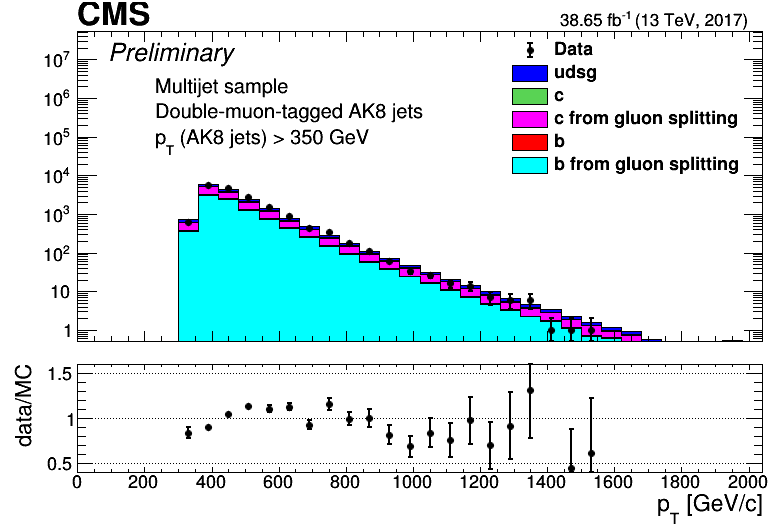 CMS
38.65 fb⁻¹ (13 TeV, 2017)
Preliminary
Multijet sample
Double-muon-tagged AK8 jets
p_T (AK8 jets) > 350 GeV
Data
udsg
c
c from gluon splitting
b
b from gluon splitting
10⁷
10⁶
10⁵
10⁴
10³
10²
10
1
data/MC
1.5
1
0.5
0 200 400 600 800 1000 1200 1400 1600 1800 2000
p_T [GeV/c]